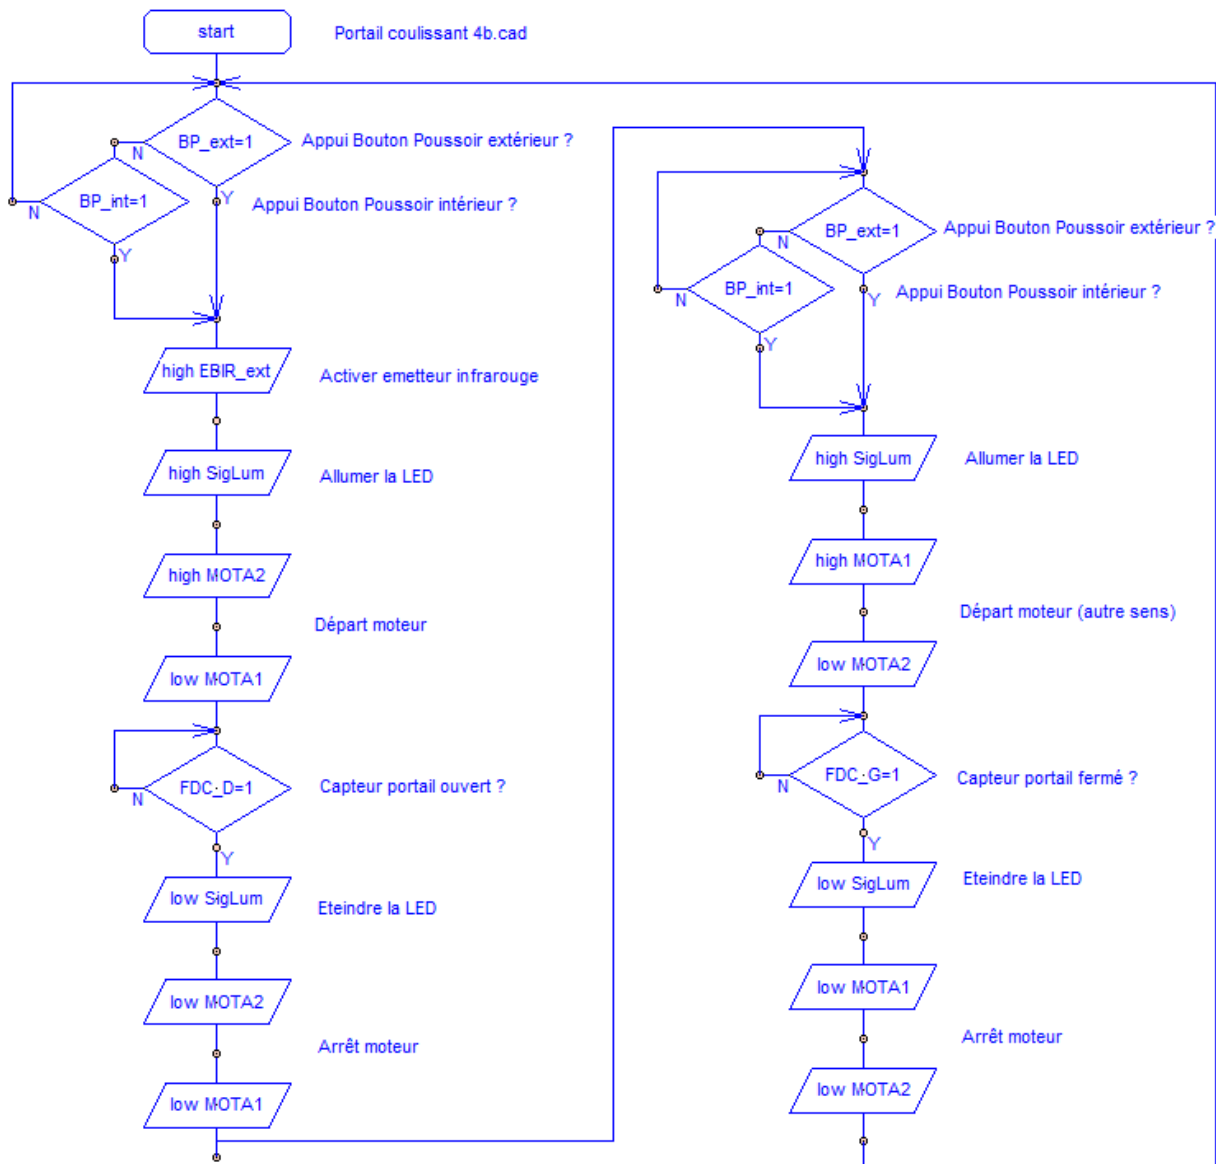 start
Portail coulissant 4b.cad
BP_ext=1
Appui Bouton Poussoir extérieur ?
N
BP_int=1
Y
Appui Bouton Poussoir intérieur ?
N
Y
high EBIR_ext
Activer emetteur infrarouge
high SigLum
Allumer la LED
high MOTA2
Départ moteur
low MOTA1
FDC_D=1
Capteur portail ouvert ?
N
Y
low SigLum
Eteindre la LED
low MOTA2
Arrêt moteur
low MOTA1
BP_ext=1
Appui Bouton Poussoir extérieur ?
N
BP_int=1
Y
Appui Bouton Poussoir intérieur ?
N
Y
high SigLum
Allumer la LED
high MOTA1
Départ moteur (autre sens)
low MOTA2
FDC_G=1
Capteur portail fermé ?
N
Y
low SigLum
Eteindre la LED
low MOTA1
Arrêt moteur
low MOTA2